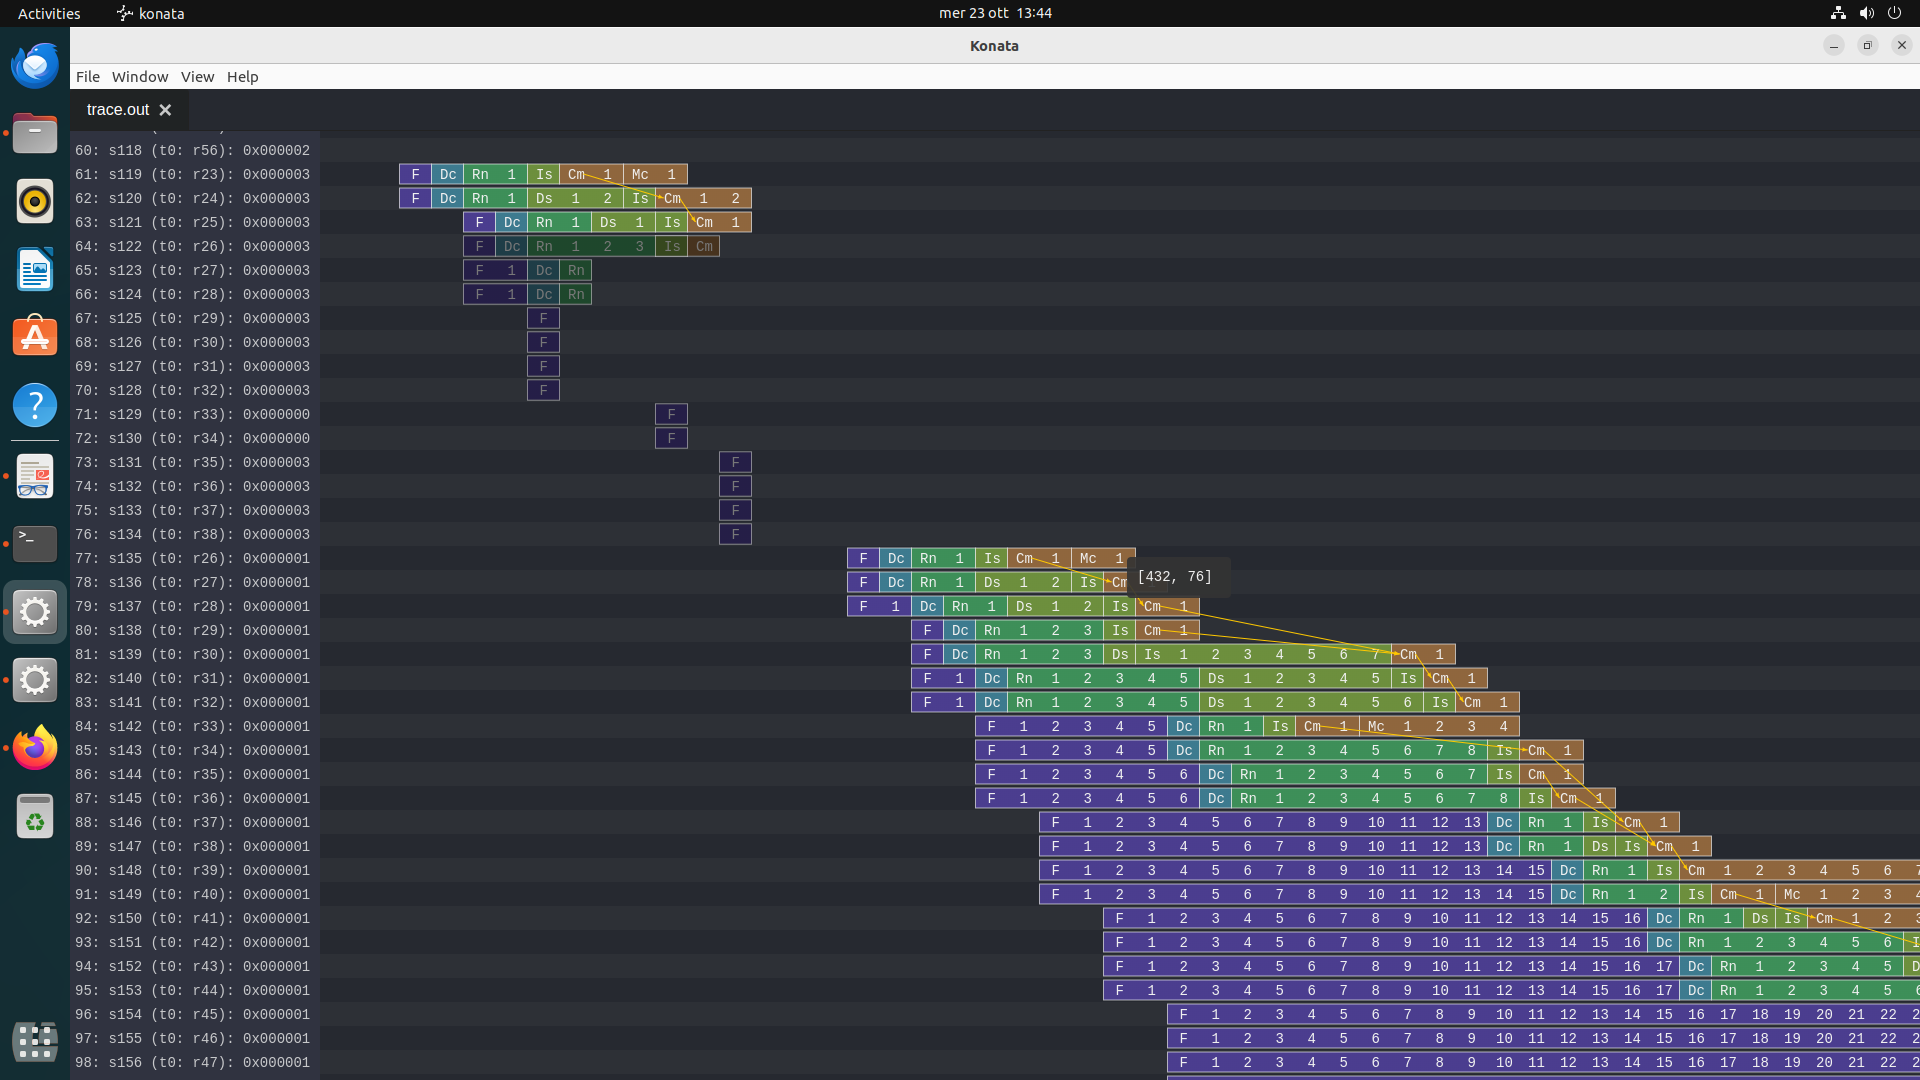 Activities konata mer 23 ott 13:44
Konata
File Window View Help
trace.out
60: s118 (t0: r56): 0x000002
61: s119 (t0: r23): 0x000003 F Dc Rn 1 Is Cm 1 Mc 1
62: s120 (t0: r24): 0x000003 F Dc Rn 1 Ds 1 2 Is Cm 1 2
63: s121 (t0: r25): 0x000003 F Dc Rn 1 Ds 1 Is Cm 1
64: s122 (t0: r26): 0x000003 F Dc Rn 1 2 3 Is Cm
65: s123 (t0: r27): 0x000003 F 1 Dc Rn
66: s124 (t0: r28): 0x000003 F 1 Dc Rn
67: s125 (t0: r29): 0x000003 F
68: s126 (t0: r30): 0x000003 F
69: s127 (t0: r31): 0x000003 F
70: s128 (t0: r32): 0x000003 F
71: s129 (t0: r33): 0x000000 F
72: s130 (t0: r34): 0x000000 F
73: s131 (t0: r35): 0x000003 F
74: s132 (t0: r36): 0x000003 F
75: s133 (t0: r37): 0x000003 F
76: s134 (t0: r38): 0x000003 F
77: s135 (t0: r26): 0x000001 F Dc Rn 1 Is Cm 1 Mc 1
[432, 76]
78: s136 (t0: r27): 0x000001 F Dc Rn 1 Ds 1 2 Is Cm
79: s137 (t0: r28): 0x000001 F 1 Dc Rn 1 Ds 1 2 Is Cm 1
80: s138 (t0: r29): 0x000001 F Dc Rn 1 2 3 Is Cm 1
81: s139 (t0: r30): 0x000001 F Dc Rn 1 2 3 Ds Is 1 2 3 4 5 6 7 Cm 1
82: s140 (t0: r31): 0x000001 F 1 Dc Rn 1 2 3 4 5 Ds 1 2 3 4 5 Is Cm 1
83: s141 (t0: r32): 0x000001 F 1 Dc Rn 1 2 3 4 5 Ds 1 2 3 4 5 6 Is Cm 1
84: s142 (t0: r33): 0x000001 F 1 2 3 4 5 Dc Rn 1 Is Cm 1 Mc 1 2 3 4
85: s143 (t0: r34): 0x000001 F 1 2 3 4 5 Dc Rn 1 2 3 4 5 6 7 8 Is Cm 1
86: s144 (t0: r35): 0x000001 F 1 2 3 4 5 6 Dc Rn 1 2 3 4 5 6 7 Is Cm 1
87: s145 (t0: r36): 0x000001 F 1 2 3 4 5 6 Dc Rn 1 2 3 4 5 6 7 8 Is Cm 1
88: s146 (t0: r37): 0x000001 F 1 2 3 4 5 6 7 8 9 10 11 12 13 Dc Rn 1 Is Cm 1
89: s147 (t0: r38): 0x000001 F 1 2 3 4 5 6 7 8 9 10 11 12 13 Dc Rn 1 Ds Is Cm 1
90: s148 (t0: r39): 0x000001 F 1 2 3 4 5 6 7 8 9 10 11 12 13 14 15 Dc Rn 1 Is Cm 1 2 3 4 5 6 7
91: s149 (t0: r40): 0x000001 F 1 2 3 4 5 6 7 8 9 10 11 12 13 14 15 Dc Rn 1 2 Is Cm 1 Mc 1 2 3 4
92: s150 (t0: r41): 0x000001 F 1 2 3 4 5 6 7 8 9 10 11 12 13 14 15 16 Dc Rn 1 Ds Is Cm 1 2 3
93: s151 (t0: r42): 0x000001 F 1 2 3 4 5 6 7 8 9 10 11 12 13 14 15 16 Dc Rn 1 2 3 4 5 6
94: s152 (t0: r43): 0x000001 F 1 2 3 4 5 6 7 8 9 10 11 12 13 14 15 16 17 Dc Rn 1 2 3 4 5
95: s153 (t0: r44): 0x000001 F 1 2 3 4 5 6 7 8 9 10 11 12 13 14 15 16 17 Dc Rn 1 2 3 4 5 6
96: s154 (t0: r45): 0x000001 F 1 2 3 4 5 6 7 8 9 10 11 12 13 14 15 16 17 18 19 20 21 22
97: s155 (t0: r46): 0x000001 F 1 2 3 4 5 6 7 8 9 10 11 12 13 14 15 16 17 18 19 20 21 22
98: s156 (t0: r47): 0x000001 F 1 2 3 4 5 6 7 8 9 10 11 12 13 14 15 16 17 18 19 20 21 22